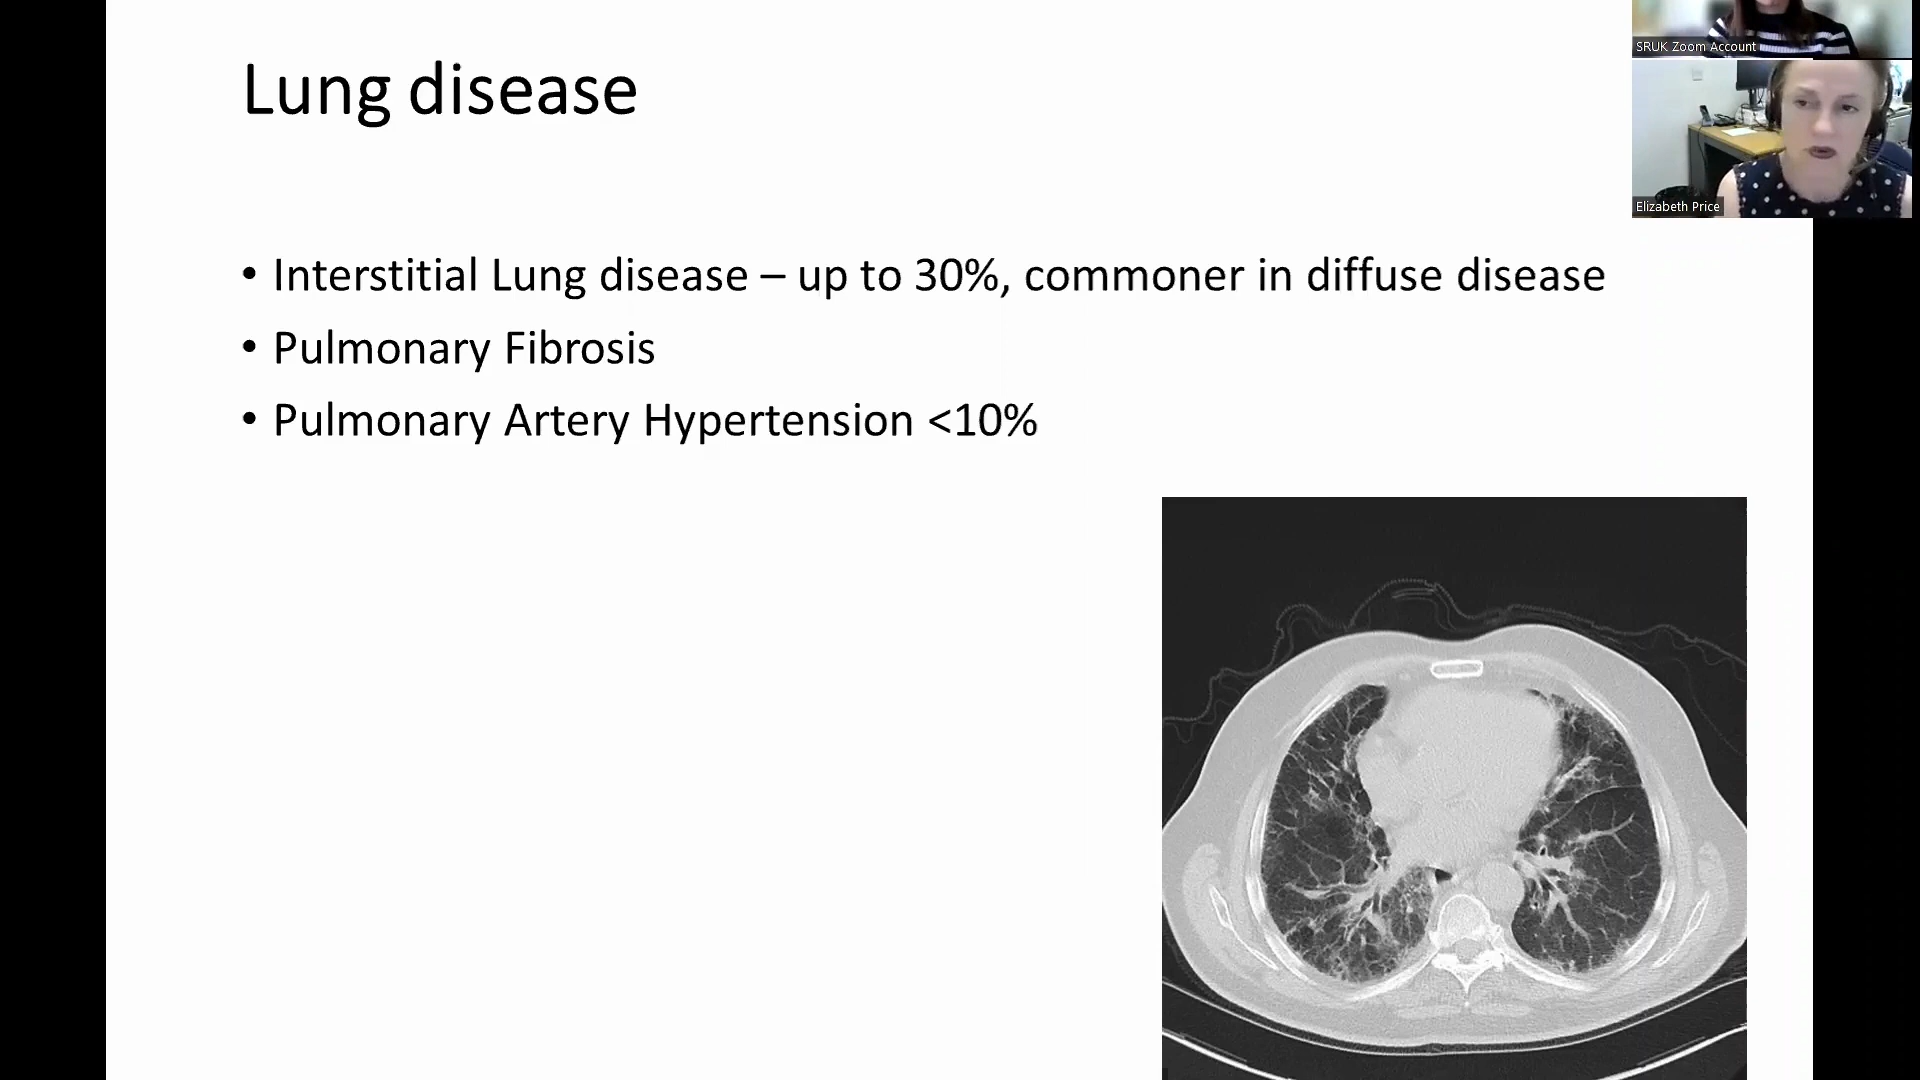 Lung disease
SRUK Zoom Account
Elizabeth Price
• Interstitial Lung disease – up to 30%, commoner in diffuse disease
• Pulmonary Fibrosis
• Pulmonary Artery Hypertension <10%